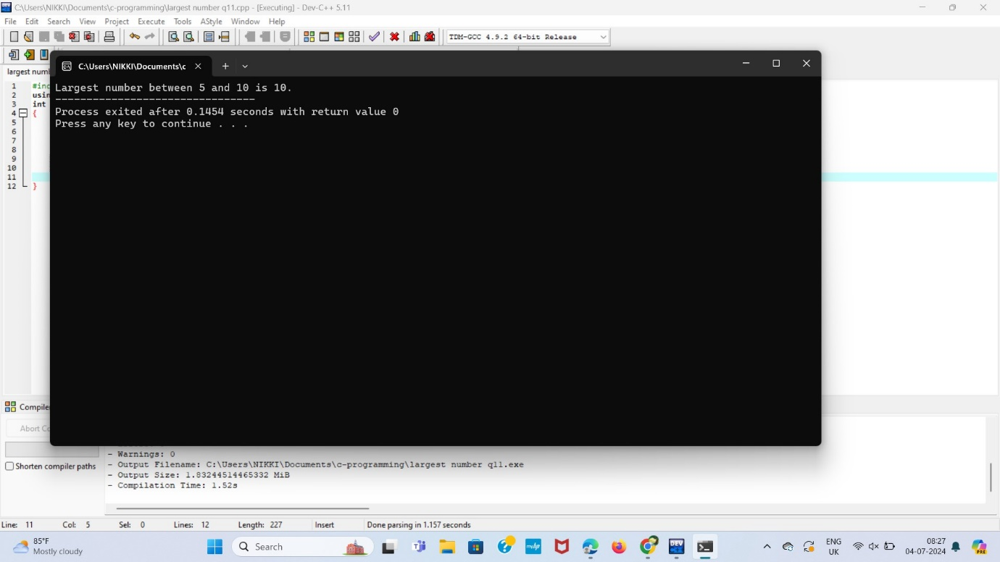 C:\Users\NIKKI\Documents\c-programming\largest number q11.cpp - [Executing] - Dev-C++ 5.11
File Edit Search View Project Execute Tools AStyle Window Help
TDM-GCC 4.9.2 64-bit Release
C:\Users\NIKKI\Documents\c
Largest number between 5 and 10 is 10.
--------------------------------
Process exited after 0.1454 seconds with return value 0
Press any key to continue . . .
1 #inc
2 usin
3 int
4 {
5
6
7
8
9
10
11
12 }
Shorten compiler paths
- Warnings: 0
- Output Filename: C:\Users\NIKKI\Documents\c-programming\largest number q11.exe
- Output Size: 1.83244514465332 MiB
- Compilation Time: 1.52s
Line: 11 Col: 5 Sel: 0 Lines: 12 Length: 227 Insert Done parsing in 1.157 seconds
85°F
Mostly cloudy
Search
DEV
ENG
UK
08:27
04-07-2024
PRE